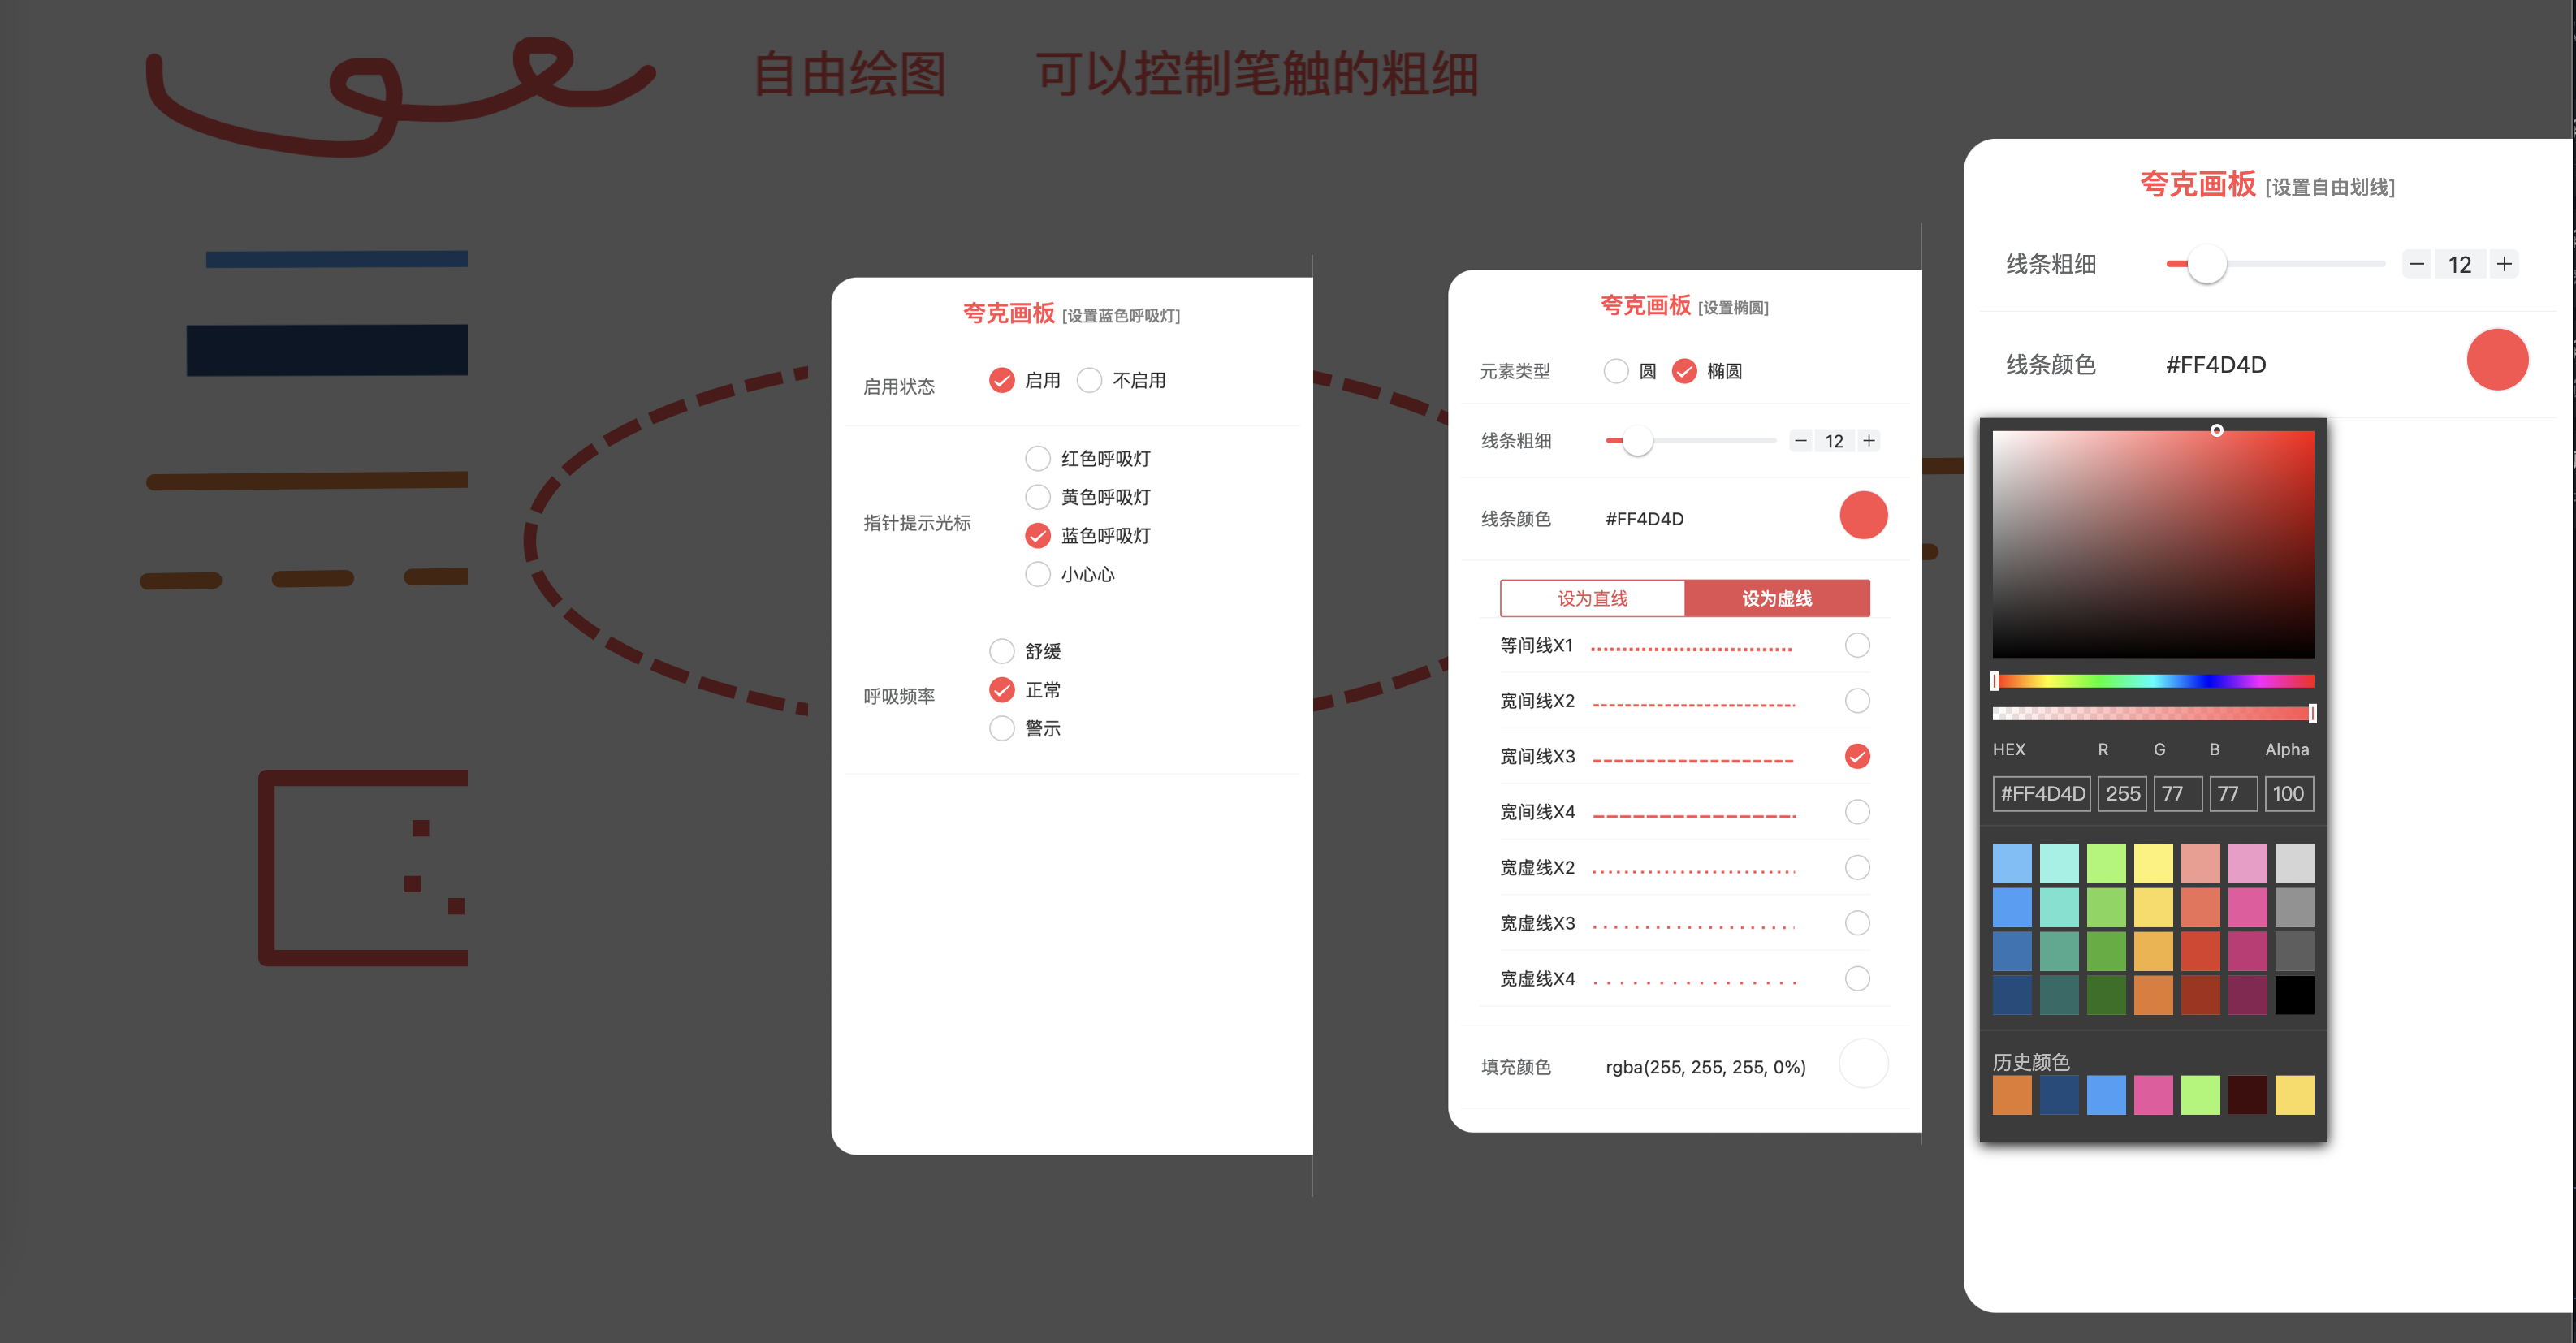 自由绘图 可以控制笔触的粗细
夸克画板 [设置蓝色呼吸灯]
启用状态 启用 不启用
指针提示光标
红色呼吸灯
黄色呼吸灯
蓝色呼吸灯
小心心
呼吸频率
舒缓
正常
警示
夸克画板 [设置椭圆]
元素类型 圆 椭圆
线条粗细 − 12 +
线条颜色 #FF4D4D
设为直线 设为虚线
等间线X1
宽间线X2
宽间线X3
宽间线X4
宽虚线X2
宽虚线X3
宽虚线X4
填充颜色 rgba(255, 255, 255, 0%)
夸克画板 [设置自由划线]
线条粗细 − 12 +
线条颜色 #FF4D4D
HEX R G B Alpha
#FF4D4D 255 77 77 100
历史颜色